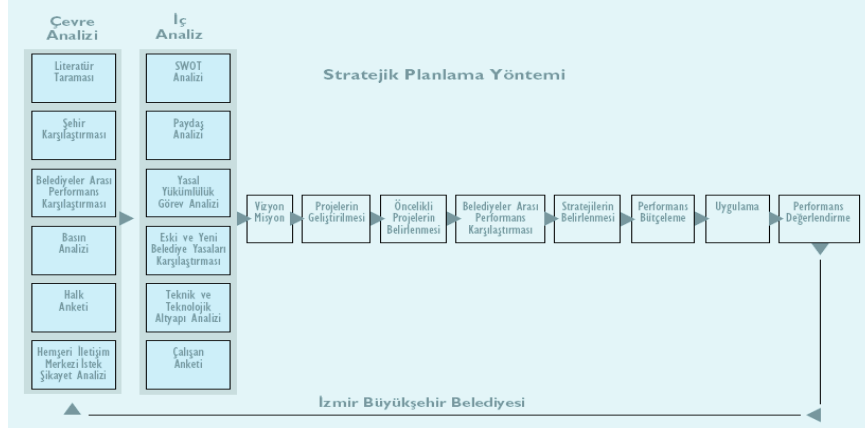 Çevre
Analizi
İç
Analiz
Stratejik Planlama Yöntemi
Literatür
Taraması
Şehir
Karşılaştırması
Belediyeler Arası
Performans
Karşılaştırması
Basın
Analizi
Halk
Anketi
Hemşeri İletişim
Merkezi İstek
Şikayet Analizi
SWOT
Analizi
Paydaş
Analizi
Yasal
Yükümlülük
Görev Analizi
Eski ve Yeni
Belediye Yasaları
Karşılaştırması
Teknik ve
Teknolojik
Altyapı Analizi
Çalışan
Anketi
Vizyon
Misyon
Projelerin
Geliştirilmesi
Öncelikli
Projelerin
Belirlenmesi
Belediyeler Arası
Performans
Karşılaştırması
Stratejilerin
Belirlenmesi
Performans
Bütçeleme
Uygulama
Performans
Değerlendirme
İzmir Büyükşehir Belediyesi